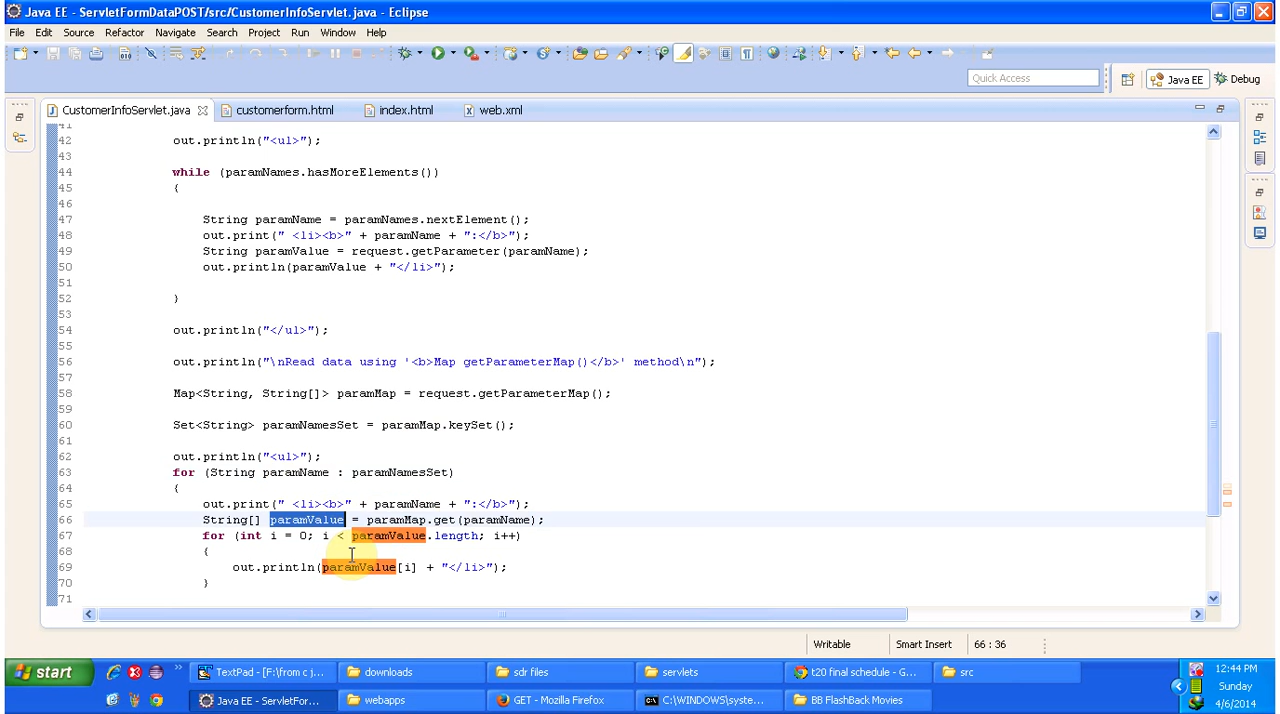 Java EE - ServletFormDataPOST/src/CustomerInfoServlet.java - Eclipse
File Edit Source Refactor Navigate Search Project Run Window Help
Quick Access Java EE Debug
CustomerInfoServlet.java customerform.html index.html web.xml
41
42 out.println("<ul>");
43
44 while (paramNames.hasMoreElements())
45 {
46
47 String paramName = paramNames.nextElement();
48 out.print(" <li><b>" + paramName + ":</b>");
49 String paramValue = request.getParameter(paramName);
50 out.println(paramValue + "</li>");
51
52 }
53
54 out.println("</ul>");
55
56 out.println("\nRead data using '<b>Map getParameterMap()</b>' method\n");
57
58 Map<String, String[]> paramMap = request.getParameterMap();
59
60 Set<String> paramNamesSet = paramMap.keySet();
61
62 out.println("<ul>");
63 for (String paramName : paramNamesSet)
64 {
65 out.print(" <li><b>" + paramName + ":</b>");
66 String[] paramValue = paramMap.get(paramName);
67 for (int i = 0; i < paramValue.length; i++)
68 {
69 out.println(paramValue[i] + "</li>");
70 }
71
Writable Smart Insert 66 : 36
start TextPad - [F:\from c j... downloads sdr files servlets t20 final schedule - G... src 12:44 PM
Sunday
Java EE - ServletFor... webapps GET - Mozilla Firefox C:\WINDOWS\syste... BB FlashBack Movies 4/6/2014